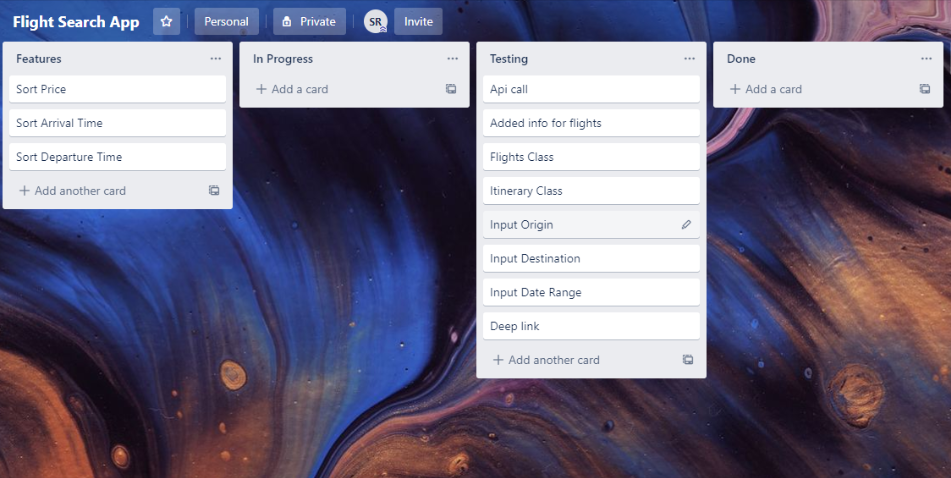 Flight Search App
Personal
Private
SR
Invite
Features
Sort Price
Sort Arrival Time
Sort Departure Time
Add another card
In Progress
Add a card
Testing
Api call
Added info for flights
Flights Class
Itinerary Class
Input Origin
Input Destination
Input Date Range
Deep link
Add another card
Done
Add a card